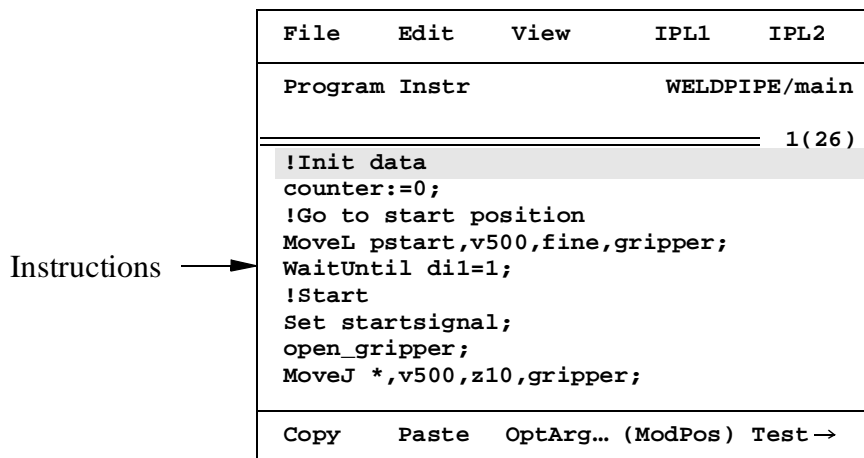 File Edit View IPL1 IPL2
Program Instr WELDPIPE/main
1(26)
!Init data
counter:=0;
!Go to start position
MoveL pstart,v500,fine,gripper;
Instructions
WaitUntil di1=1;
!Start
Set startsignal;
open_gripper;
MoveJ *,v500,z10,gripper;
Copy Paste OptArg… (ModPos) Test→